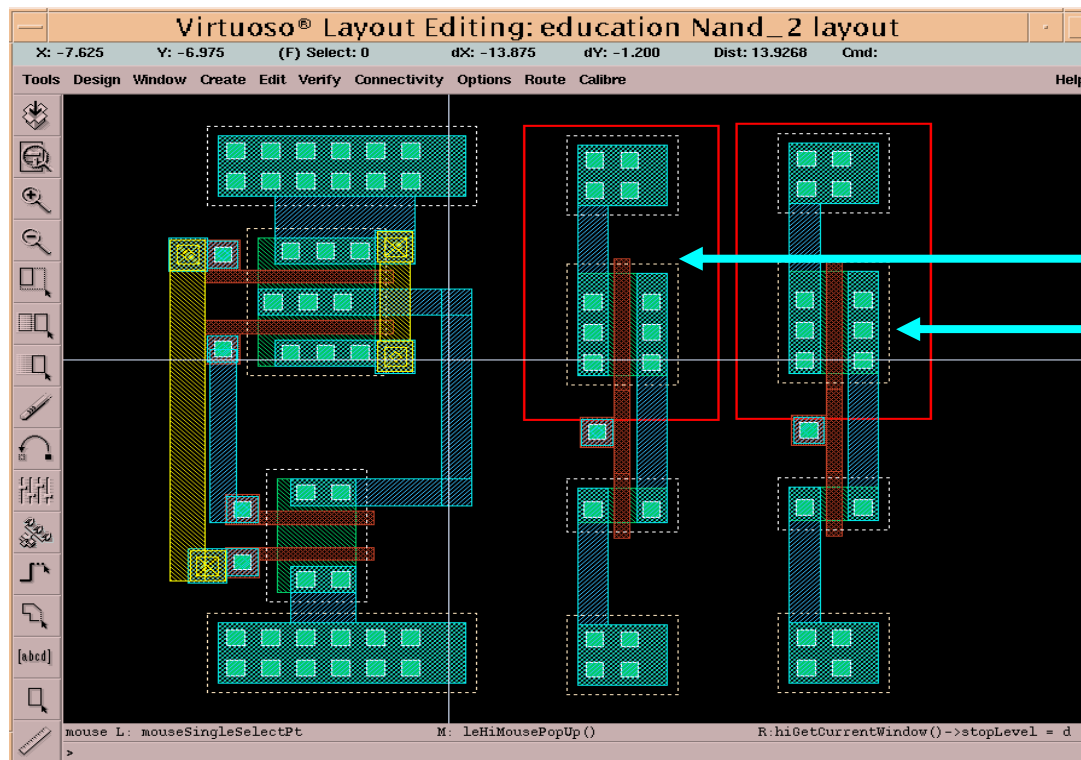 Virtuoso® Layout Editing: education Nand_2 layout
X: -7.625 Y: -6.975 (F) Select: 0 dX: -13.875 dY: -1.200 Dist: 13.9268 Cmd:
Tools Design Window Create Edit Verify Connectivity Options Route Calibre Help
[abcd]
mouse L: mouseSingleSelectPt M: leHiMousePopUp() R:hiGetCurrentWindow()->stopLevel = d
>